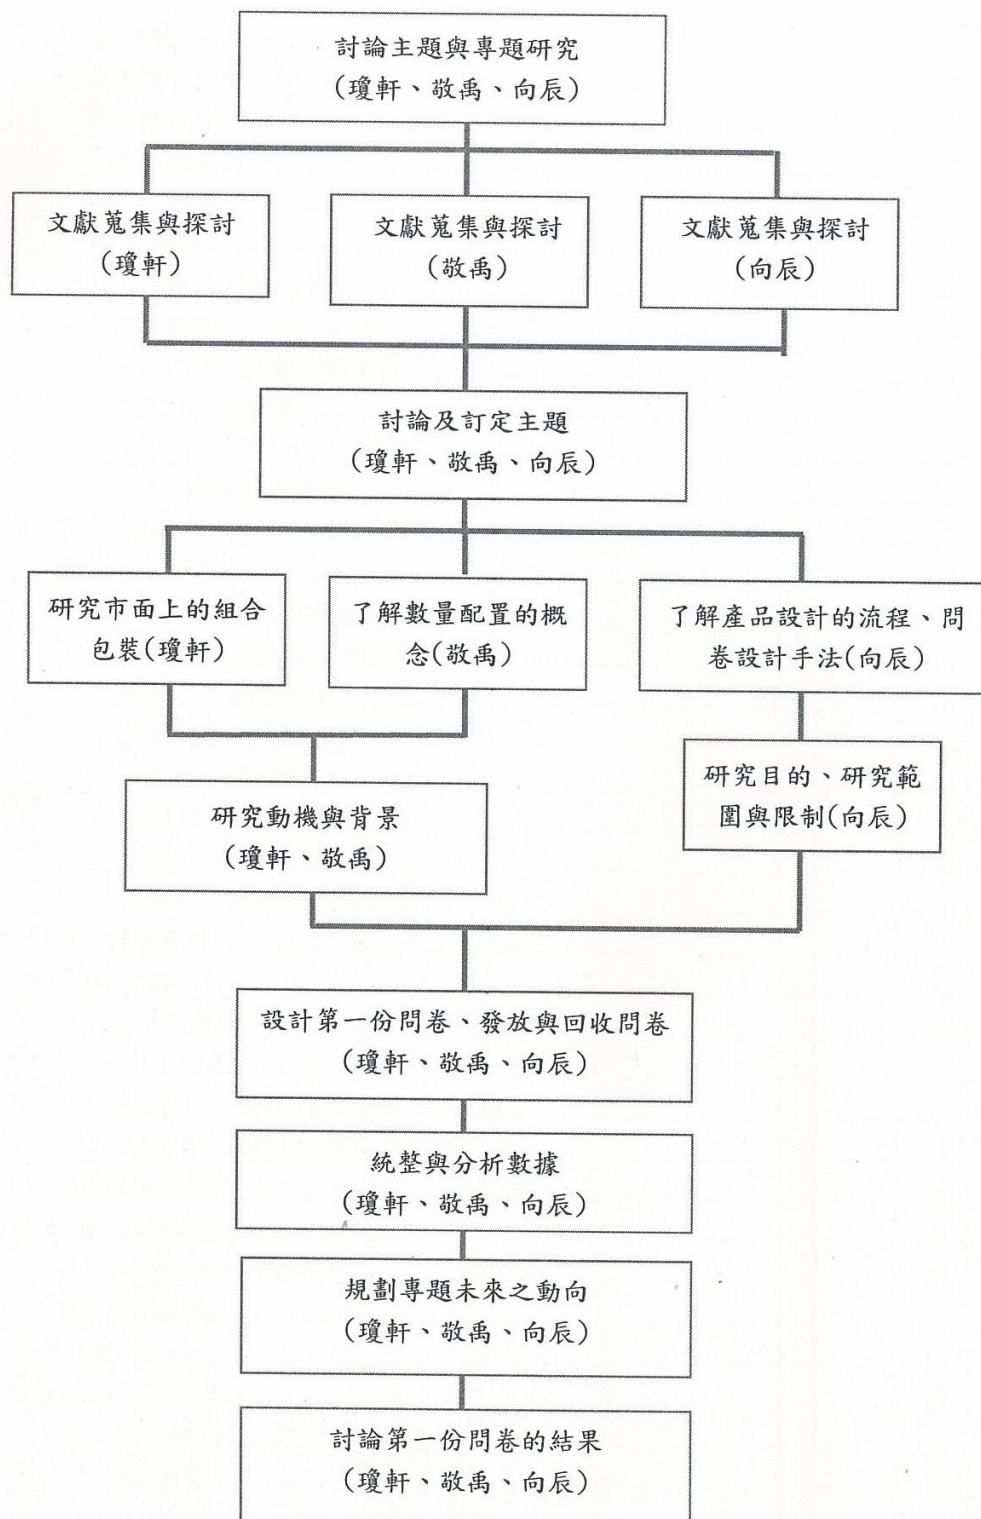 討論主題與專題研究
(瓊軒、敬禹、向辰)
文獻蒐集與探討
(瓊軒)
文獻蒐集與探討
(敬禹)
文獻蒐集與探討
(向辰)
討論及訂定主題
(瓊軒、敬禹、向辰)
研究市面上的組合
包裝(瓊軒)
了解數量配置的概
念(敬禹)
了解產品設計的流程、問
卷設計手法(向辰)
研究動機與背景
(瓊軒、敬禹)
研究目的、研究範
圍與限制(向辰)
設計第一份問卷、發放與回收問卷
(瓊軒、敬禹、向辰)
統整與分析數據
(瓊軒、敬禹、向辰)
規劃專題未來之動向
(瓊軒、敬禹、向辰)
討論第一份問卷的結果
(瓊軒、敬禹、向辰)